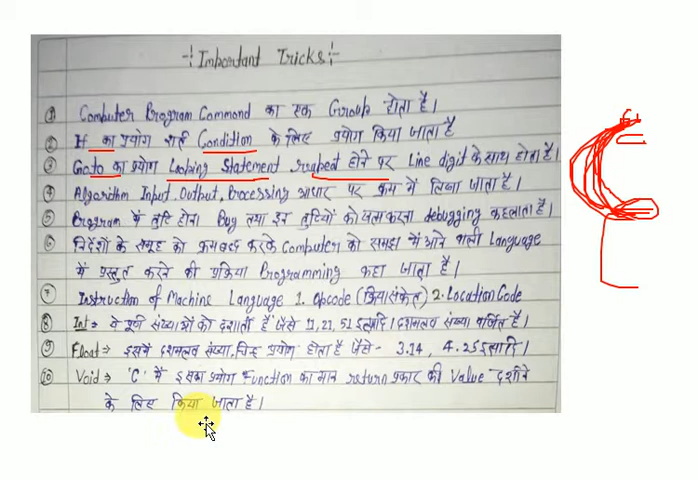 Important Tricks
① Computer Program Command का एक Group होता है।
② If का प्रयोग शर्त Condition के लिए प्रयोग किया जाता है
③ Goto का प्रयोग Looping Statement repeat होने पर Line digit के साथ होता है।
④ Algorithm Input, Output, Processing आधार पर क्रम में लिखा जाता है।
⑤ Program में त्रुटि होना Bug तथा इन त्रुटियों को खत्म करना debugging कहलाता है।
⑥ निर्देशों के समूह को क्रमबद्ध करके Computer को समझ में आने वाली Language
में प्रस्तुत करने की प्रक्रिया Programming कहा जाता है।
⑦ Instruction of Machine Language 1. Opcode (क्रियासंकेत) 2. Location Code
⑧ Int ⇒ ये पूर्ण संख्याओं को दर्शाती हैं जैसे 11, 21, 51 इत्यादि। दशमलव संख्या वर्जित है।
⑨ Float ⇒ इसमें दशमलव संख्या, चिन्ह प्रयोग होता है जैसे - 3.14, 4.25 इत्यादि।
⑩ Void ⇒ 'C' में इसका प्रयोग Function का मान return प्रकार की Value दर्शाने
के लिए किया जाता है।